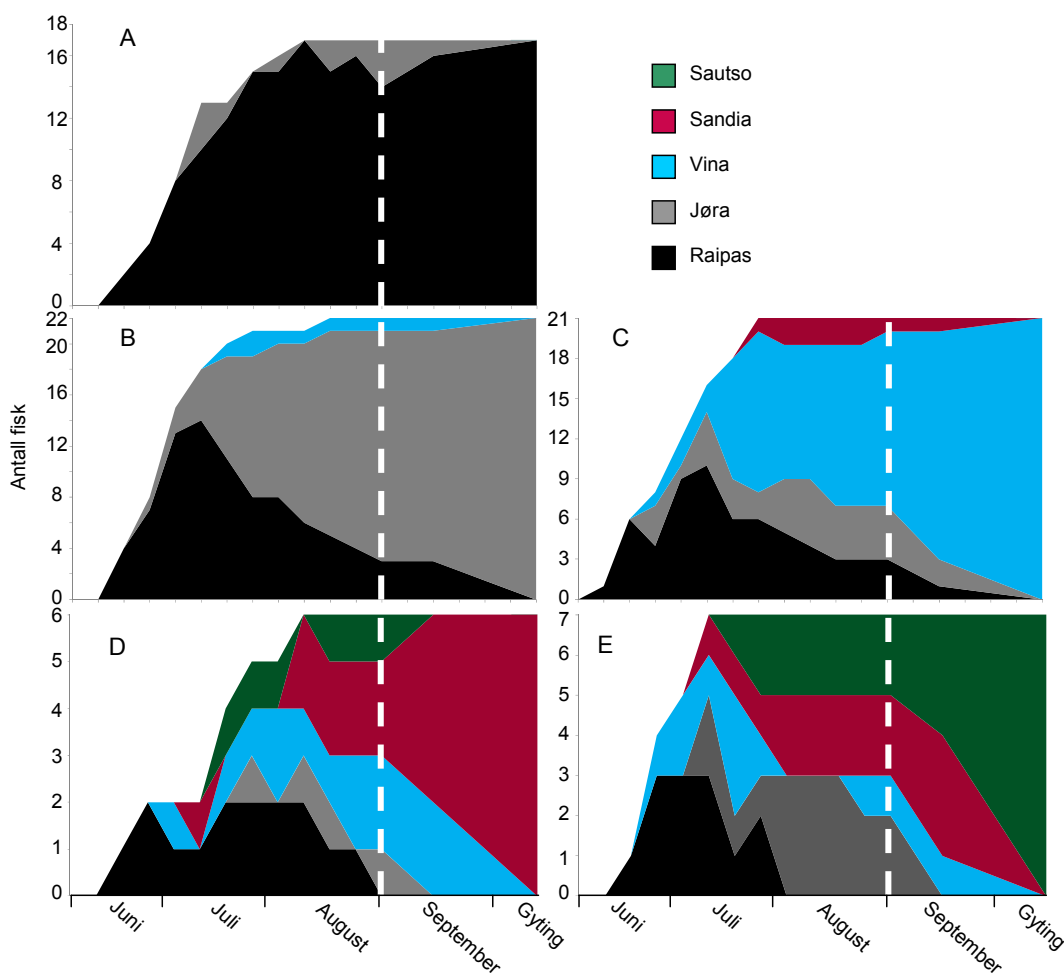 A
18
16
12
8
4
0
Sautso
Sandia
Vina
Jøra
Raipas
Antall fisk
B
22
20
16
12
8
4
0
C
21
18
15
12
9
6
3
0
D
6
5
4
3
2
1
0
E
7
6
5
4
3
2
1
0
Juni
Juli
August
September
Gyting
Juni
Juli
August
September
Gyting